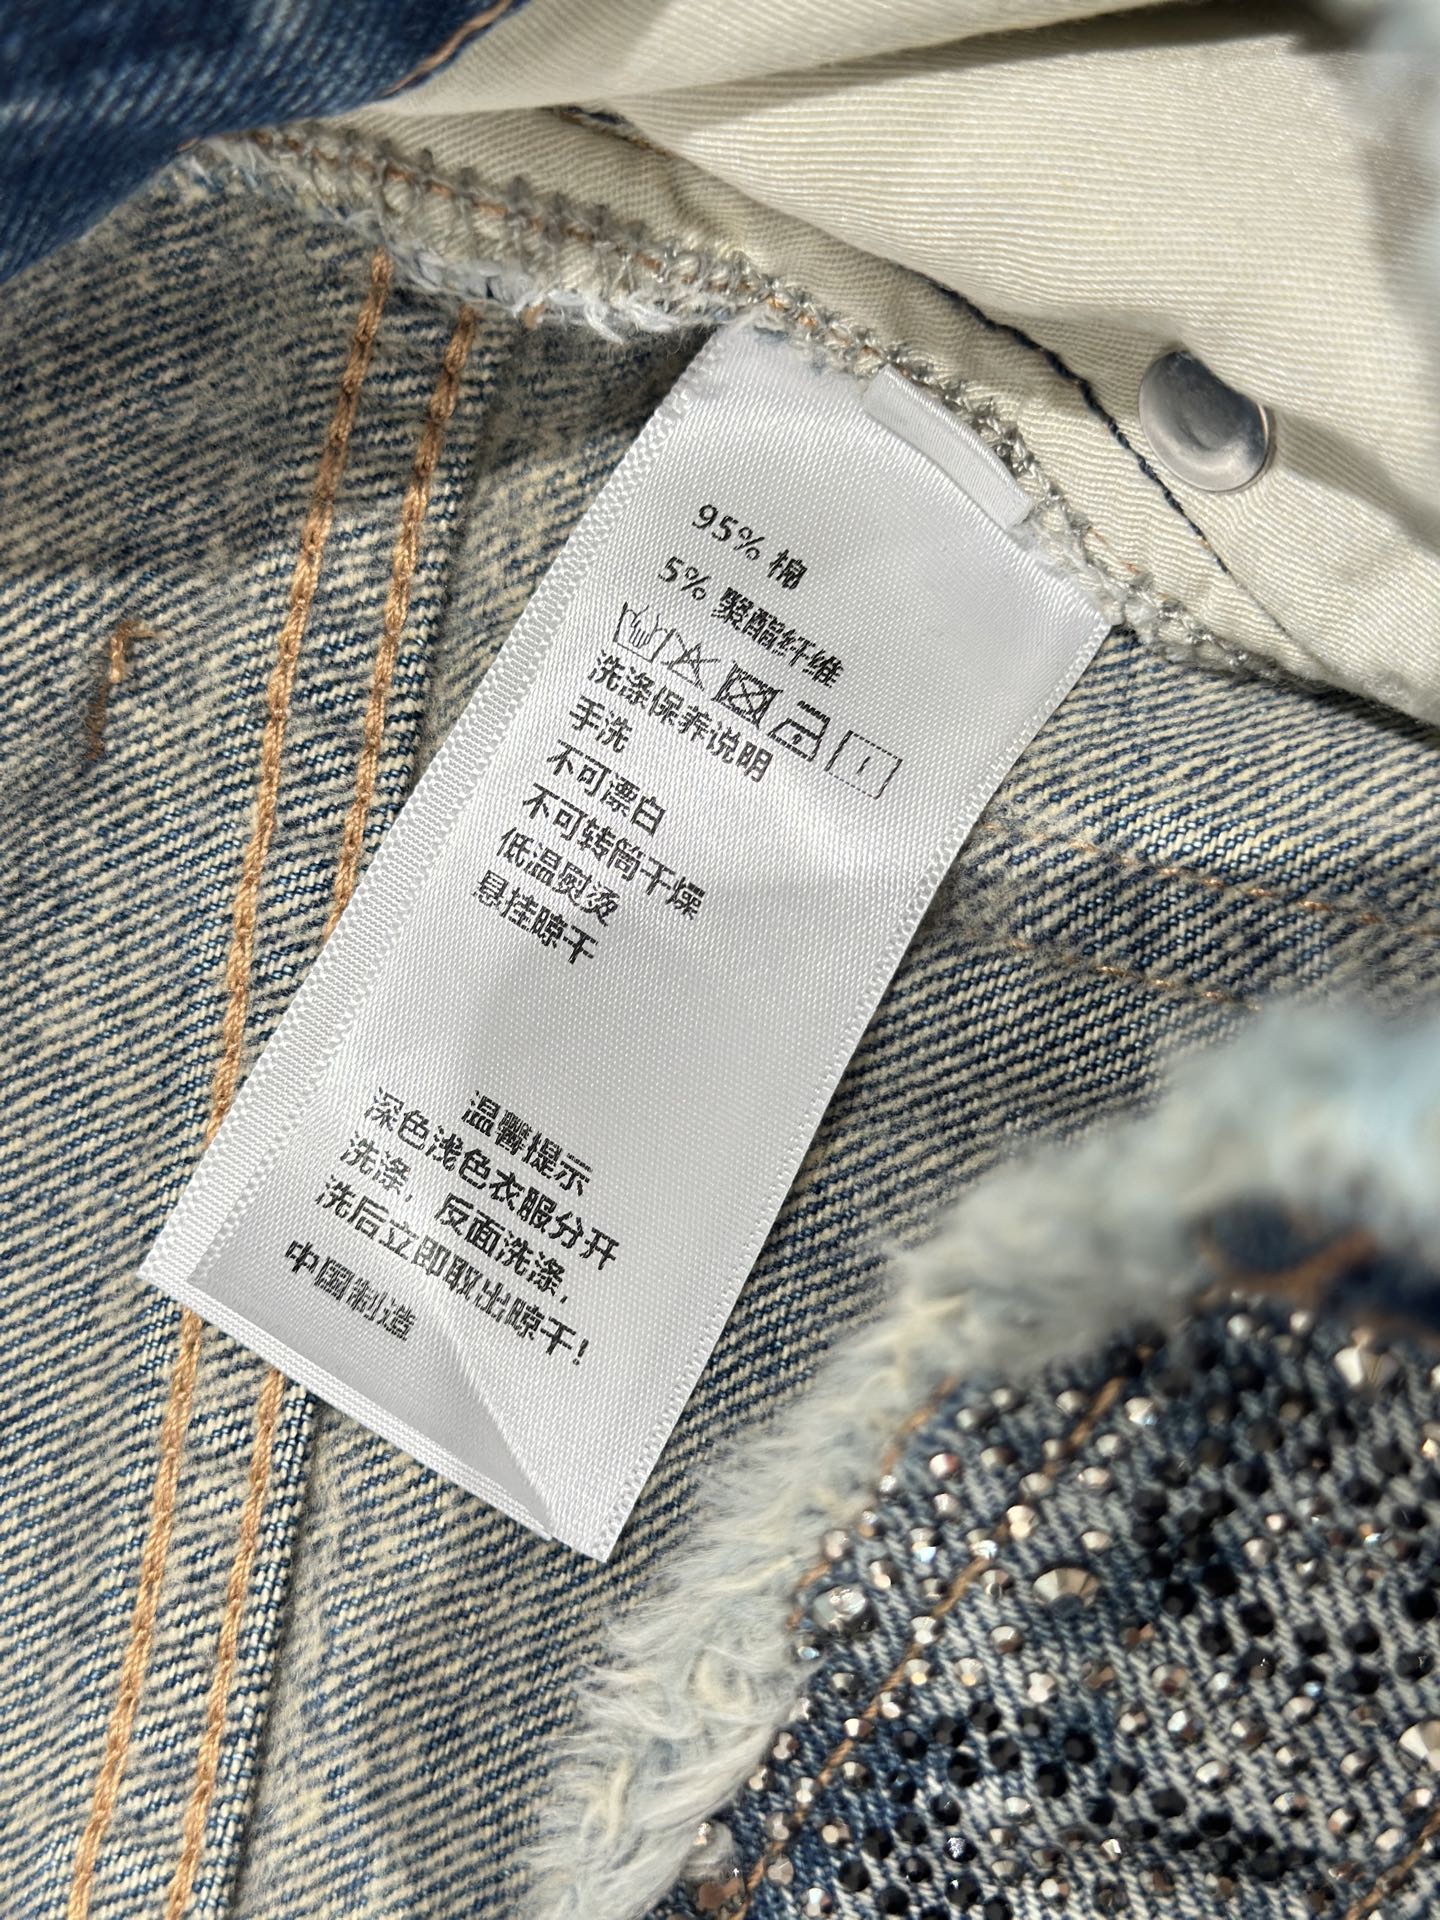 95% 棉
5% 聚酯纤维
洗涤保养说明
手洗
不可漂白
不可转筒干燥
低温熨烫
悬挂晾干
温馨提示
深色浅色衣服分开
洗涤，反面洗涤，
洗后立即取出晾干！
中国制造